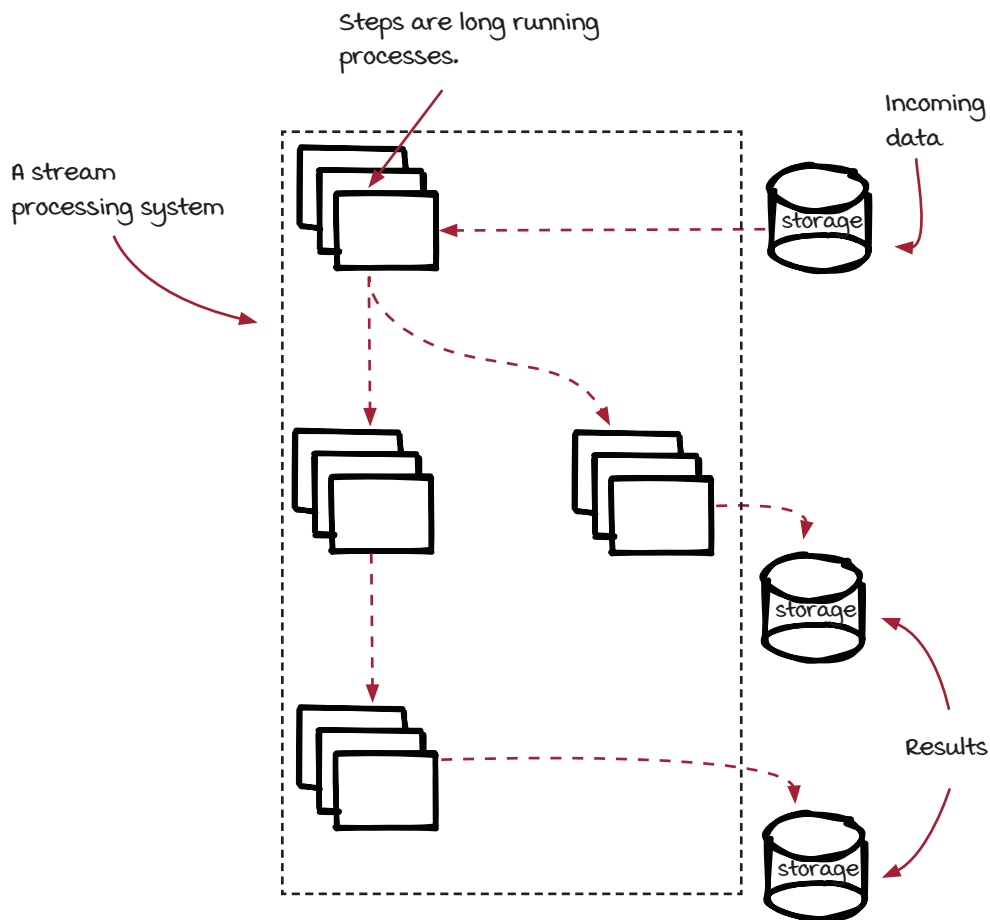 Steps are long running
processes.
Incoming
data
A stream
processing system
storage
storage
Results
storage